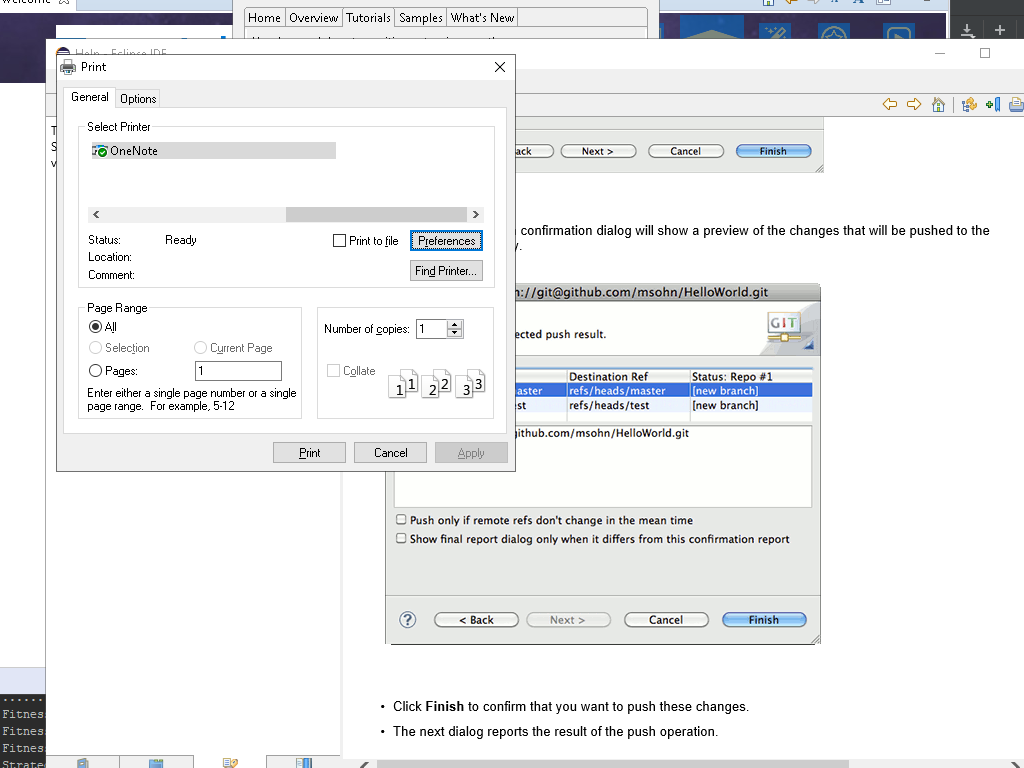 Welcome
Home Overview Tutorials Samples What's New
Help - Eclipse IDE
Print
General Options
Select Printer
OneNote
Status: Ready
Location:
Comment:
Print to file
Preferences
Find Printer...
Page Range
All
Selection
Current Page
Pages: 1
Enter either a single page number or a single
page range. For example, 5-12
Number of copies: 1
Collate
1 1 2 2 3 3
Print Cancel Apply
ack Next > Cancel Finish
confirmation dialog will show a preview of the changes that will be pushed to the
y.
://git@github.com/msohn/HelloWorld.git
ected push result.
GIT
Destination Ref Status: Repo #1
aster refs/heads/master [new branch]
st refs/heads/test [new branch]
github.com/msohn/HelloWorld.git
Push only if remote refs don't change in the mean time
Show final report dialog only when it differs from this confirmation report
? < Back Next > Cancel Finish
• Click Finish to confirm that you want to push these changes.
• The next dialog reports the result of the push operation.
Fitnes
Fitnes
Fitnes
Strate